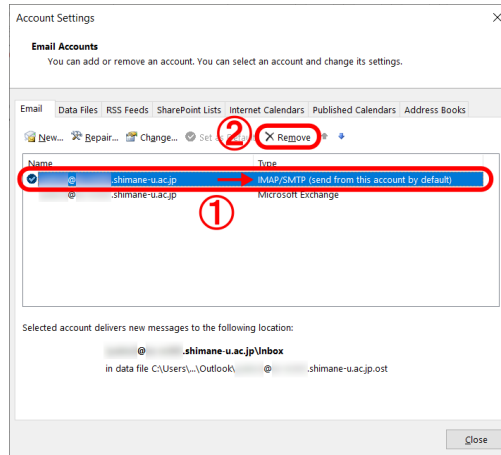 Account Settings
Email Accounts
You can add or remove an account. You can select an account and change its settings.
Email Data Files RSS Feeds SharePoint Lists Internet Calendars Published Calendars Address Books
New... Repair... Change... Set as Default Remove
②
Name Type
@ .shimane-u.ac.jp IMAP/SMTP (send from this account by default)
@ .shimane-u.ac.jp Microsoft Exchange
①
Selected account delivers new messages to the following location:
@ .shimane-u.ac.jp\Inbox
in data file C:\Users\...\Outlook\ @ .shimane-u.ac.jp.ost
Close